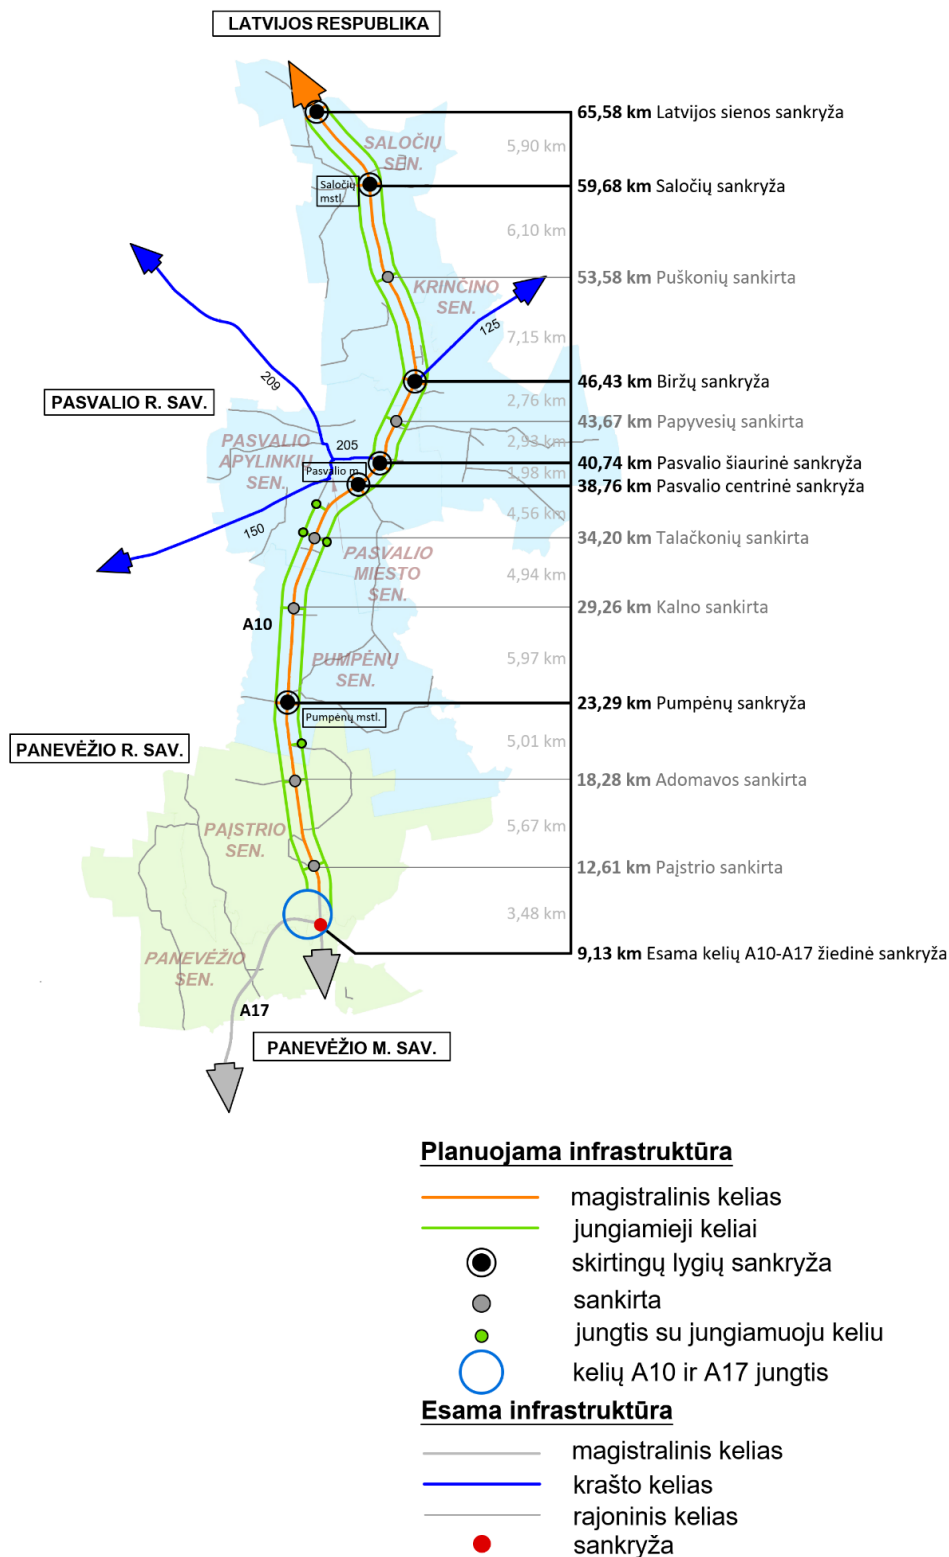 LATVIJOS RESPUBLIKA
65,58 km Latvijos sienos sankryža
5,90 km
SALOČIŲ
SEN.
Saločių
mstl.
59,68 km Saločių sankryža
6,10 km
53,58 km Puškonių sankirta
KRINČINO
SEN.
125
7,15 km
209
46,43 Biržų sankryža
PASVALIO R. SAV.
2,76 km
43,67 km Papyvesių sankirta
PASVALIO
APYLINKIŲ
SEN.
205
2,93 km
40,74 km Pasvalio šiaurinė sankryža
Pasvalio m.
1,98 km
38,76 km Pasvalio centrinė sankryža
4,56 km
150
34,20 km Talačkonių sankirta
PASVALIO
MIESTO
SEN.
4,94 km
29,26 km Kalno sankirta
A10
5,97 km
PUMPĖNŲ
SEN.
23,29 km Pumpėnų sankryža
Pumpėnų mstl.
PANEVĖŽIO R. SAV.
5,01 km
18,28 km Adomavos sankirta
5,67 km
PAĮSTRIO
SEN.
12,61 km Paįstrio sankirta
3,48 km
9,13 km Esama kelių A10-A17 žiedinė sankryža
PANEVĖŽIO
SEN.
A17
PANEVĖŽIO M. SAV.
Planuojama infrastruktūra
magistralinis kelias
jungiamieji keliai
skirtingų lygių sankryža
sankirta
jungtis su jungiamuoju keliu
kelių A10 ir A17 jungtis
Esama infrastruktūra
magistralinis kelias
krašto kelias
rajoninis kelias
sankryža